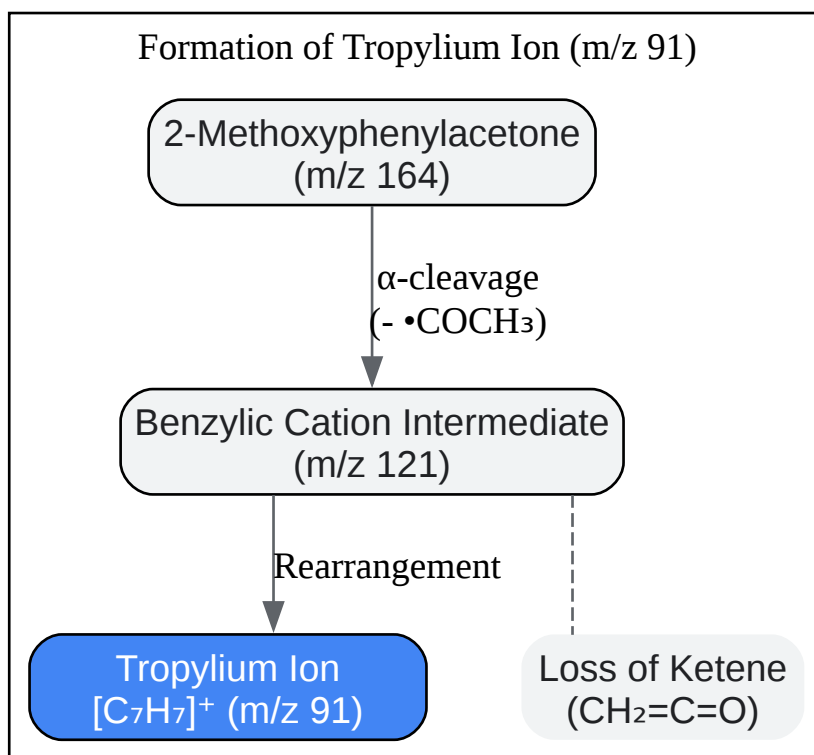 Formation of Tropylium Ion (m/z 91)
2-Methoxyphenylacetone
(m/z 164)
α-cleavage
(- •COCH₃)
Benzylic Cation Intermediate
(m/z 121)
Rearrangement
Tropylium Ion
[C₇H₇]⁺ (m/z 91)
Loss of Ketene
(CH₂=C=O)